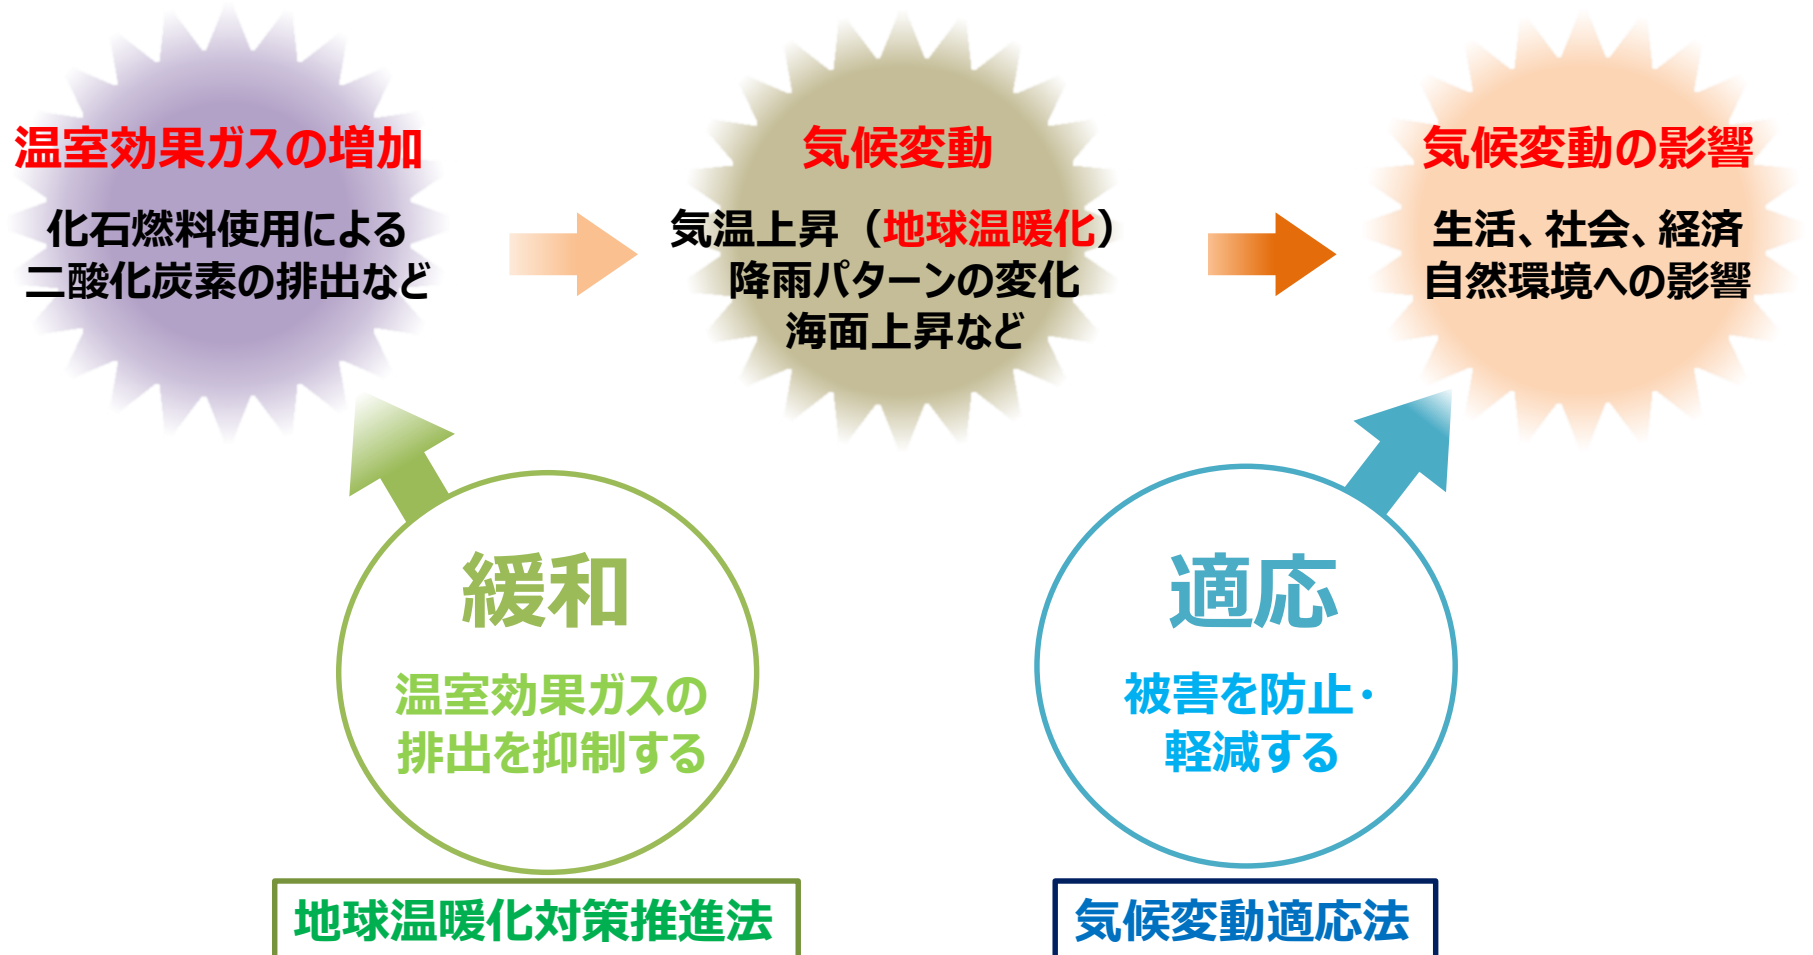 温室効果ガスの増加
化石燃料使用による
二酸化炭素の排出など
気候変動
気温上昇（地球温暖化）
降雨パターンの変化
海面上昇など
気候変動の影響
生活、社会、経済
自然環境への影響
緩和
温室効果ガスの
排出を抑制する
適応
被害を防止・
軽減する
地球温暖化対策推進法
気候変動適応法